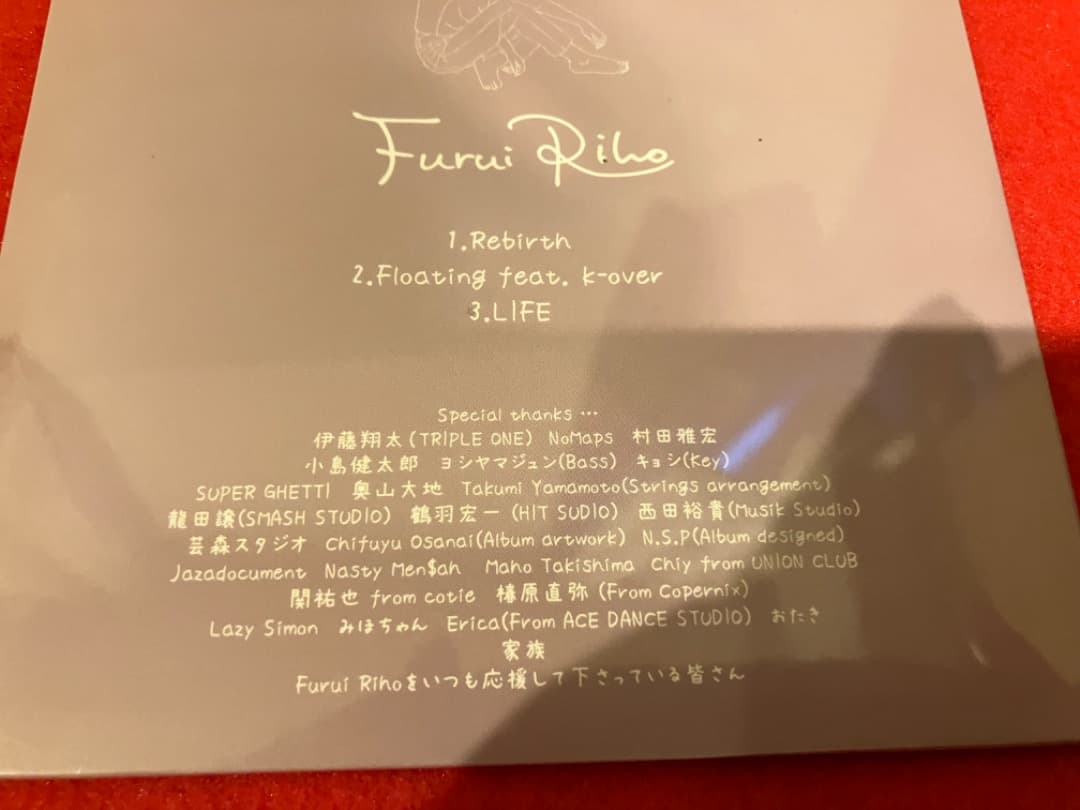 Furui Riho
1.Rebirth
2.Floating feat. k-over
3.LIFE
Special thanks …
伊藤翔太(TRIPLE ONE) NoMaps 村田雅宏
小島健太郎 ヨシヤマジュン(Bass) キョシ(Key)
SUPER GHETTI 奥山大地 Takumi Yamamoto(Strings arrangement)
龍田譲(SMASH STUDIO) 鶴羽宏一 (HIT SUDIO) 西田裕貴(Musik Studio)
芸森スタジオ Chifuyu Osanai(Album artwork) N.S.P(Album designed)
Jazadocument Nasty Men$ah Maho Takishima Chiy from UNION CLUB
関祐也 from cotie 榛原直弥 (From Copernix)
Lazy Simon みほちゃん Erica(From ACE DANCE STUDIO) おたき
家族
Furui Rihoをいつも応援して下さっている皆さん